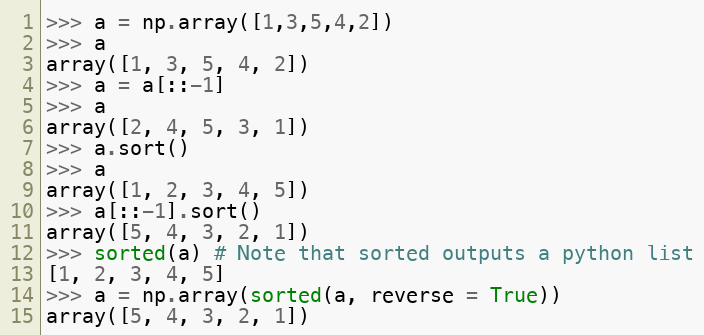 1 >>> a = np.array([1,3,5,4,2])
2 >>> a
3 array([1, 3, 5, 4, 2])
4 >>> a = a[::-1]
5 >>> a
6 array([2, 4, 5, 3, 1])
7 >>> a.sort()
8 >>> a
9 array([1, 2, 3, 4, 5])
10 >>> a[::-1].sort()
11 array([5, 4, 3, 2, 1])
12 >>> sorted(a) # Note that sorted outputs a python list
13 [1, 2, 3, 4, 5]
14 >>> a = np.array(sorted(a, reverse = True))
15 array([5, 4, 3, 2, 1])